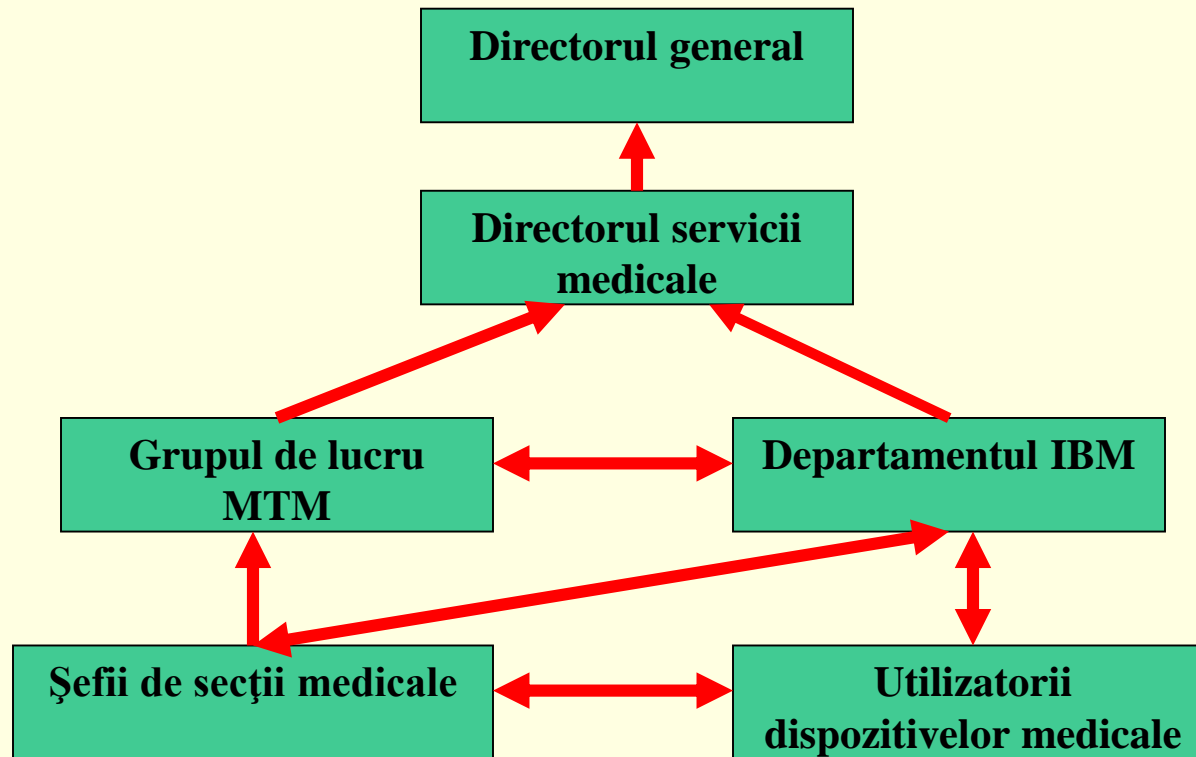 Directorul general
Directorul servicii
medicale
Grupul de lucru
MTM
Departamentul IBM
Şefii de secţii medicale
Utilizatorii
dispozitivelor medicale